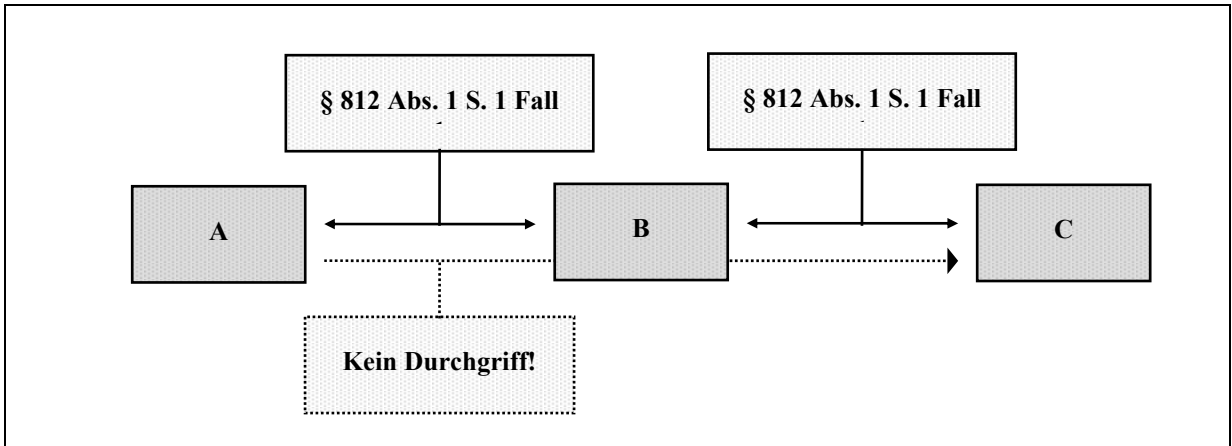 § 812 Abs. 1 S. 1 Fall
§ 812 Abs. 1 S. 1 Fall
A
B
C
Kein Durchgriff!